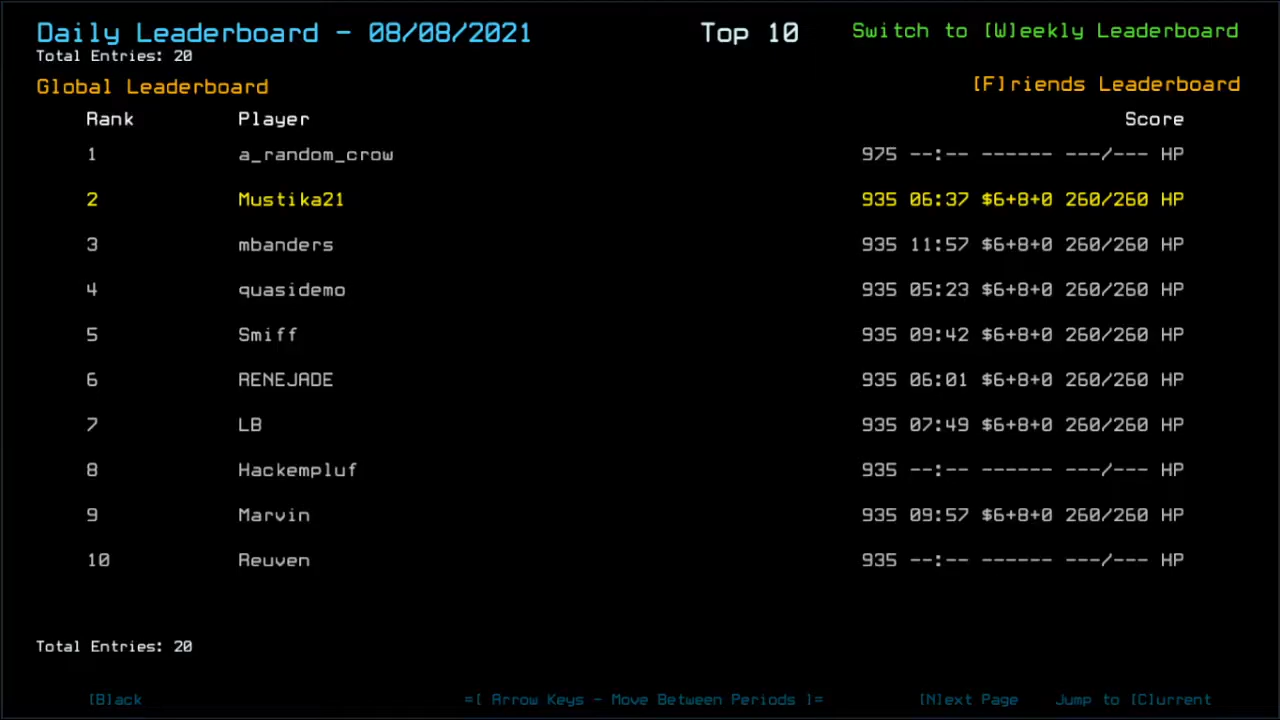 Daily Leaderboard - 08/08/2021 Top 10 Switch to [W]eekly Leaderboard
Total Entries: 20
Global Leaderboard [F]riends Leaderboard
Rank Player Score
1 a_random_crow 975 --:-- ------ ---/--- HP
2 Mustika21 935 06:37 $6+8+0 260/260 HP
3 mbanders 935 11:57 $6+8+0 260/260 HP
4 quasidemo 935 05:23 $6+8+0 260/260 HP
5 Smiff 935 09:42 $6+8+0 260/260 HP
6 RENEJADE 935 06:01 $6+8+0 260/260 HP
7 LB 935 07:49 $6+8+0 260/260 HP
8 Hackempluf 935 --:-- ------ ---/--- HP
9 Marvin 935 09:57 $6+8+0 260/260 HP
10 Reuven 935 --:-- ------ ---/--- HP
Total Entries: 20
[B]ack =[ Arrow Keys - Move Between Periods ]= [N]ext Page Jump to [C]urrent